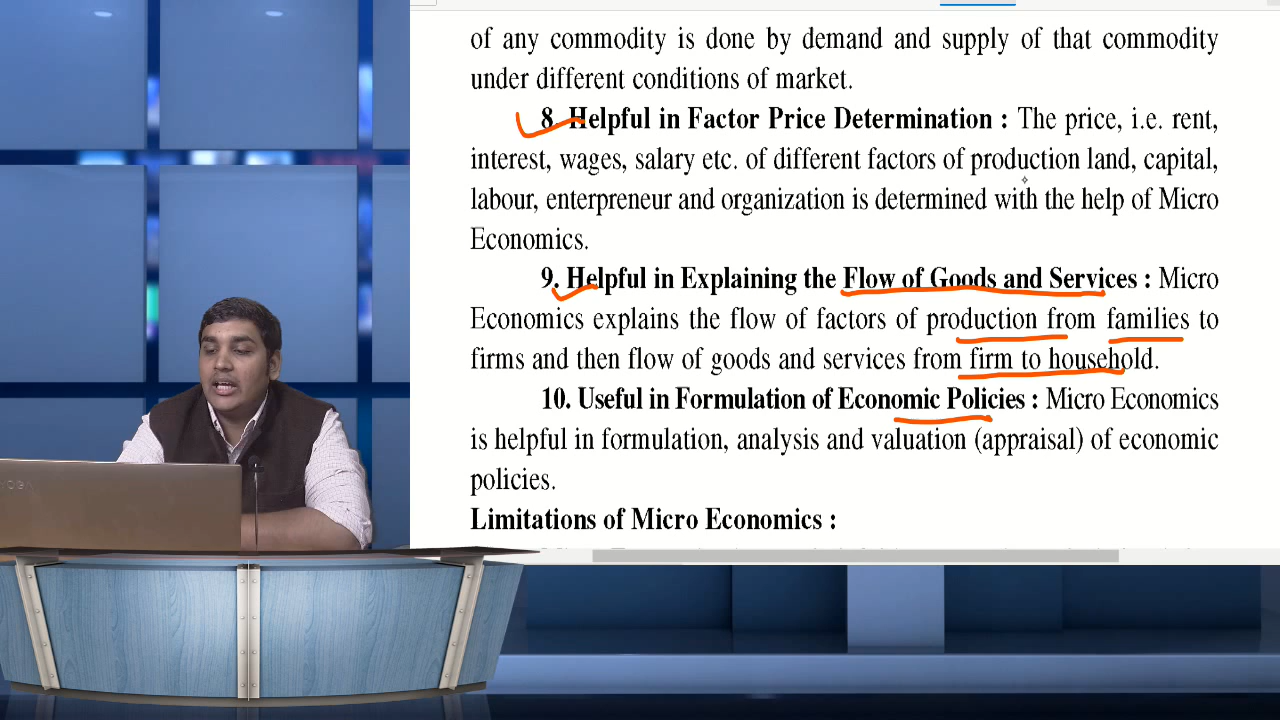 of any commodity is done by demand and supply of that commodity
under different conditions of market.
8. Helpful in Factor Price Determination : The price, i.e. rent,
interest, wages, salary etc. of different factors of production land, capital,
labour, enterpreneur and organization is determined with the help of Micro
Economics.
9. Helpful in Explaining the Flow of Goods and Services : Micro
Economics explains the flow of factors of production from families to
firms and then flow of goods and services from firm to household.
10. Useful in Formulation of Economic Policies : Micro Economics
is helpful in formulation, analysis and valuation (appraisal) of economic
policies.
Limitations of Micro Economics :